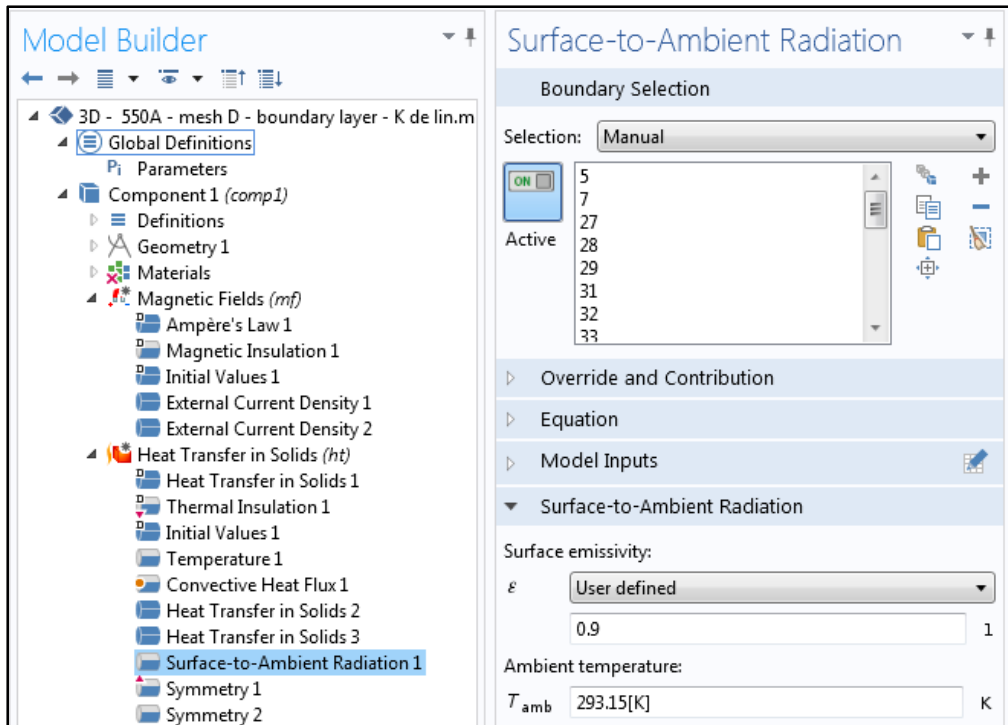 Model Builder
3D - 550A - mesh D - boundary layer - K de lin.m
Global Definitions
Pi Parameters
Component 1 (comp1)
Definitions
Geometry 1
Materials
Magnetic Fields (mf)
Ampère's Law 1
Magnetic Insulation 1
Initial Values 1
External Current Density 1
External Current Density 2
Heat Transfer in Solids (ht)
Heat Transfer in Solids 1
Thermal Insulation 1
Initial Values 1
Temperature 1
Convective Heat Flux 1
Heat Transfer in Solids 2
Heat Transfer in Solids 3
Surface-to-Ambient Radiation 1
Symmetry 1
Symmetry 2
Surface-to-Ambient Radiation
Boundary Selection
Selection: Manual
ON
Active
5
7
27
28
29
31
32
33
Override and Contribution
Equation
Model Inputs
Surface-to-Ambient Radiation
Surface emissivity:
ε User defined
0.9 1
Ambient temperature:
Tamb 293.15[K] K